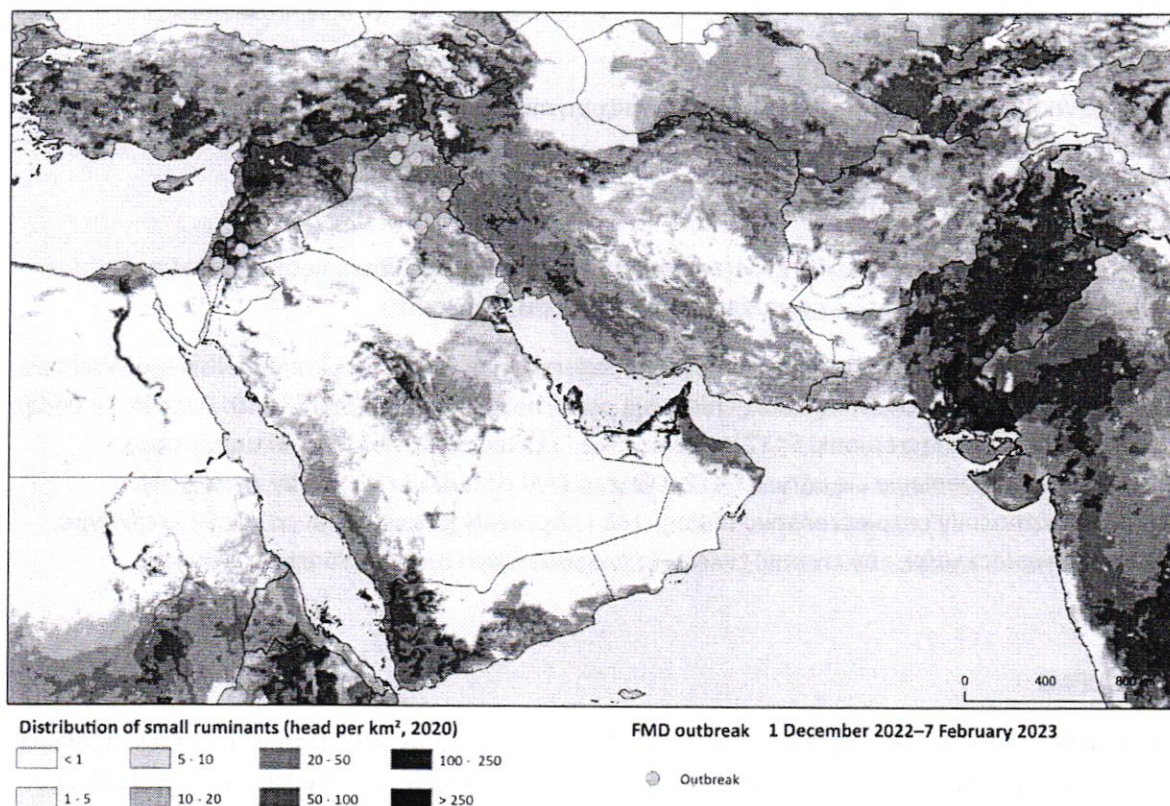 0 400 800 km
Distribution of small ruminants (head per km², 2020)
FMD outbreak 1 December 2022–7 February 2023
< 1 5 - 10 20 - 50 100 - 250
Outbreak
1 - 5 10 - 20 50 - 100 > 250